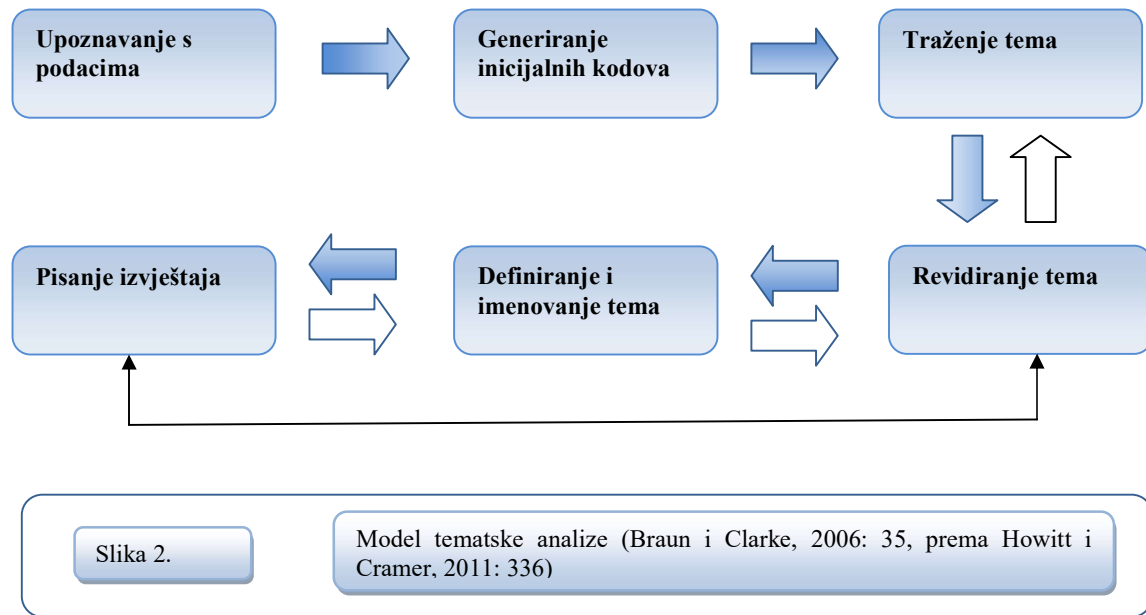 Upoznavanje s
podacima
Generiranje
inicijalnih kodova
Traženje tema
Pisanje izvještaja
Definiranje i
imenovanje tema
Revidiranje tema
Slika 2.
Model tematske analize (Braun i Clarke, 2006: 35, prema Howitt i
Cramer, 2011: 336)